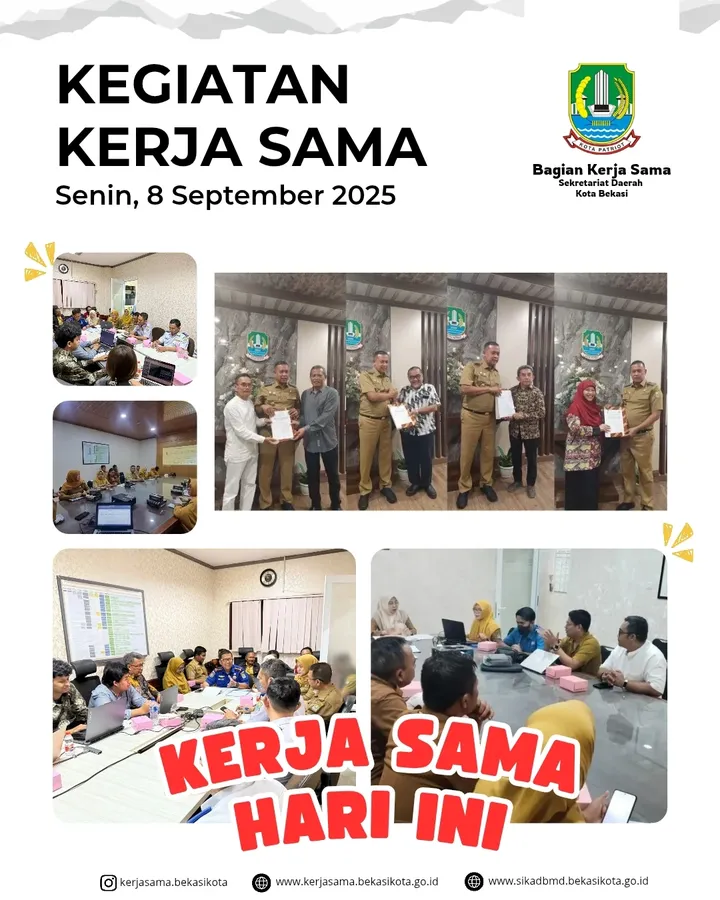 KEGIATAN
KERJA SAMA
Senin, 8 September 2025
KOTA PATRIOT
Bagian Kerja Sama
Sekretariat Daerah
Kota Bekasi
KERJA SAMA
HARI INI
kerjasama.bekasikota
www.kerjasama.bekasikota.go.id
www.sikadbmd.bekasikota.go.id